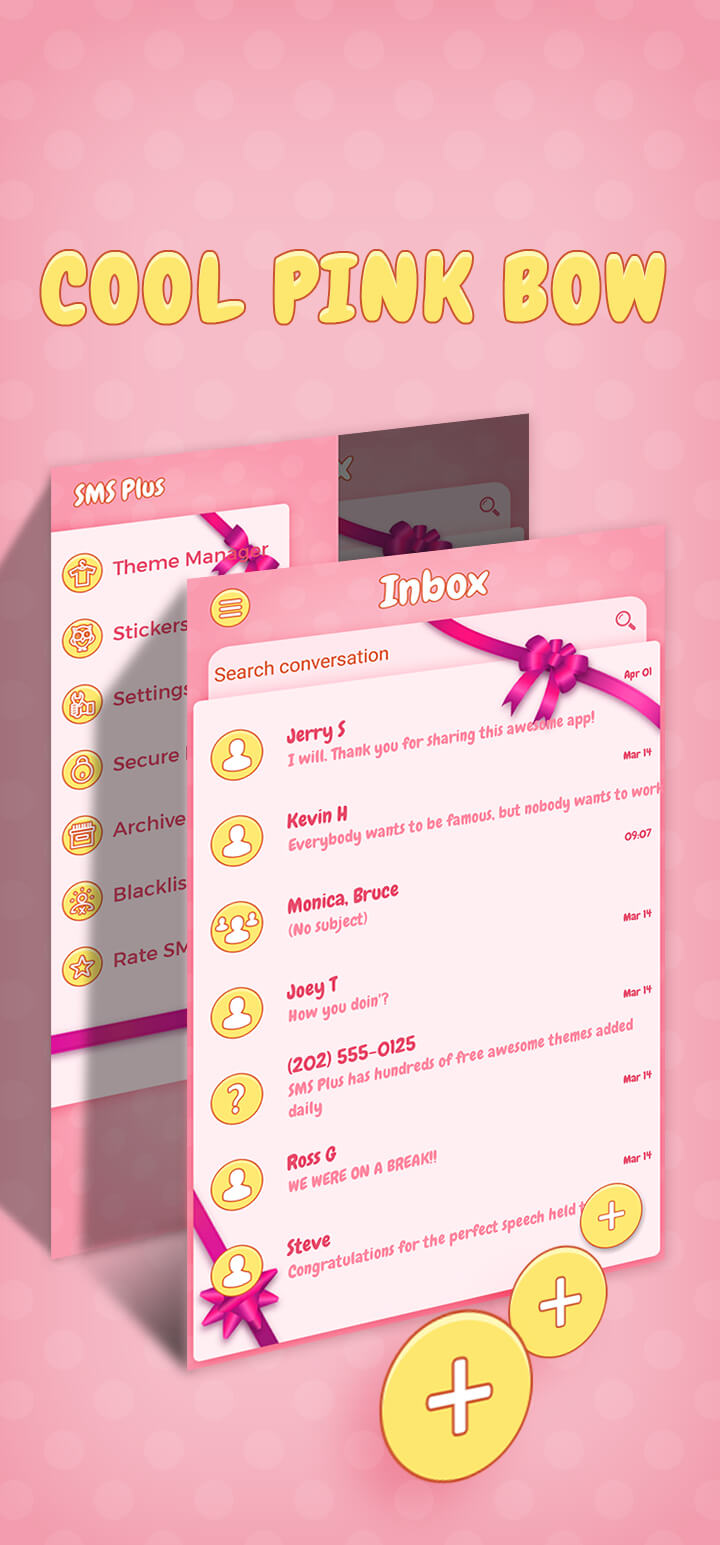 COOL PINK BOW
SMS Plus
Theme Manager
Stickers
Settings
Secure
Archive
Blacklis
Rate SM
Inbox
Search conversation
Apr 01
Jerry S
I will. Thank you for sharing this awesome app!
Mar 14
Kevin H
Everybody wants to be famous, but nobody wants to work
09:07
Monica, Bruce
(No subject)
Mar 14
Joey T
How you doin'?
Mar 14
(202) 555-0125
SMS Plus has hundreds of free awesome themes added
daily
Mar 14
Ross G
WE WERE ON A BREAK!!
Mar 14
Steve
Congratulations for the perfect speech held